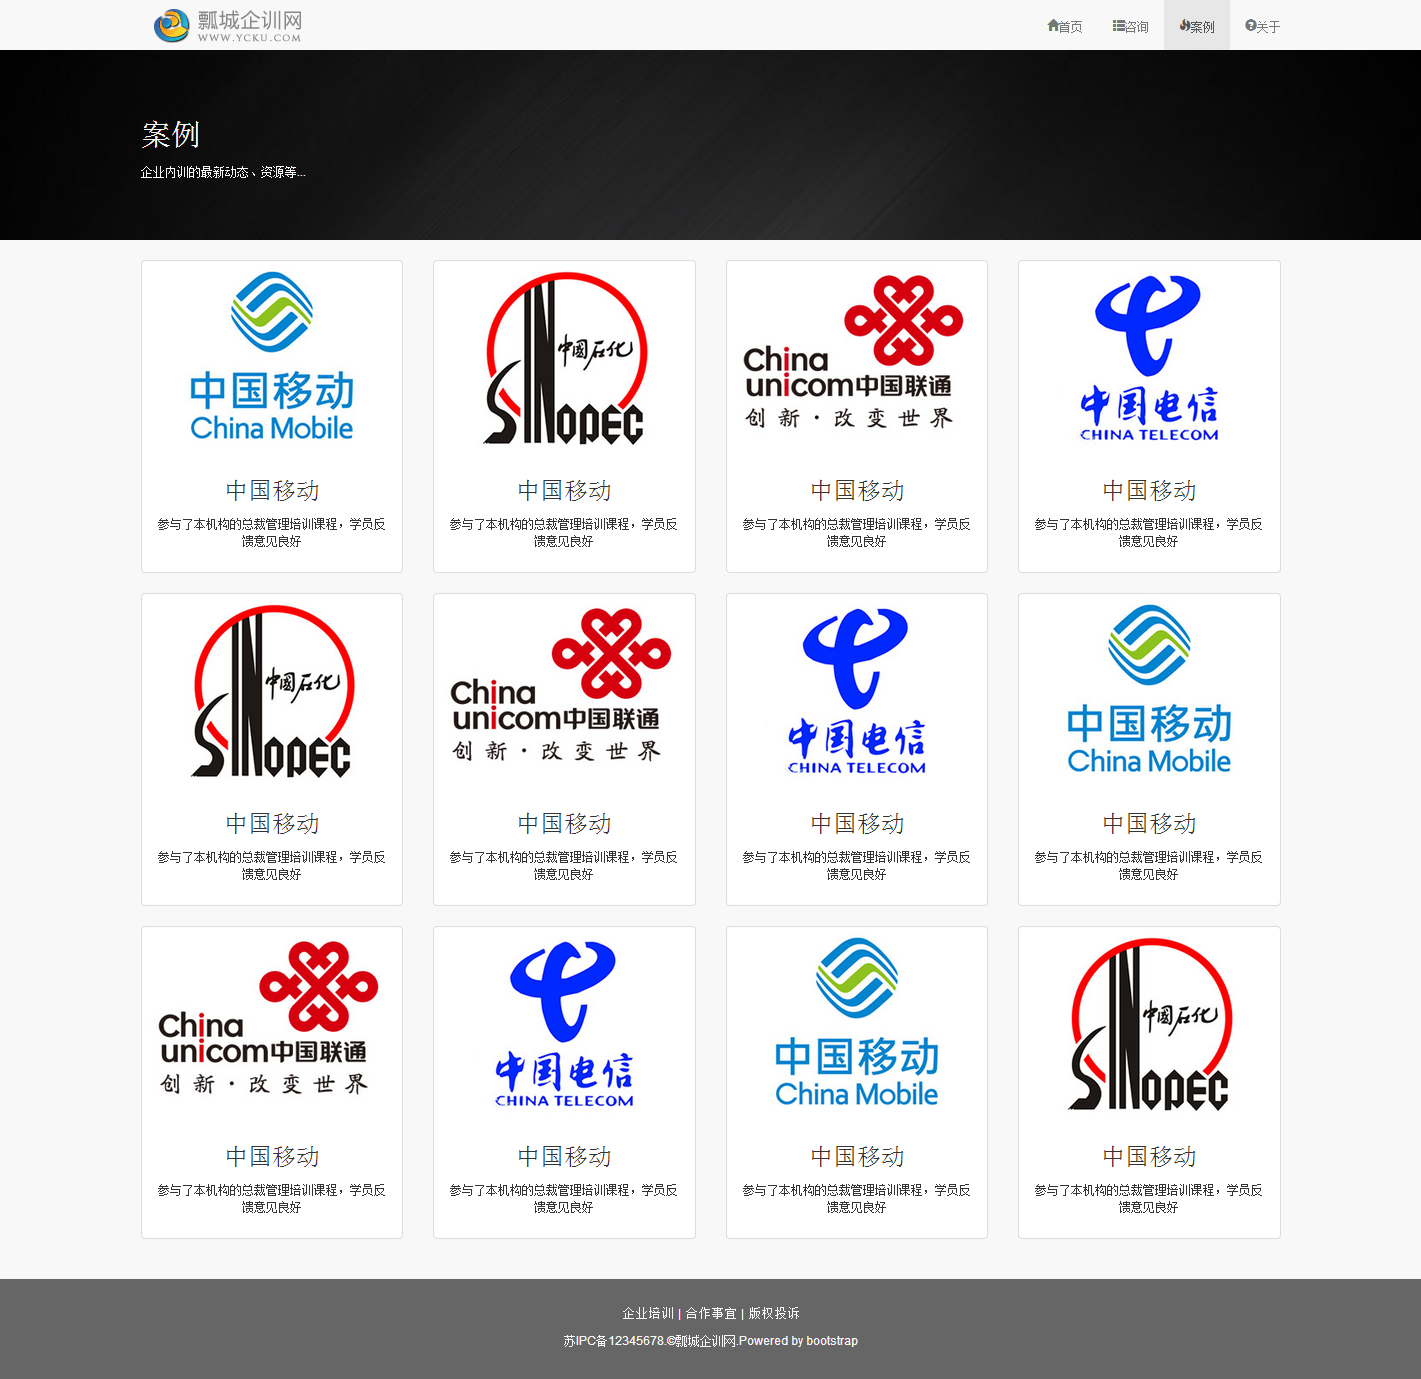 瓢城企训网
WWW.YCKU.COM
首页 咨询 案例 关于
案例
企业内训的最新动态、资源等...
中国移动
China Mobile
中国移动
参与了本机构的总裁管理培训课程，学员反
馈意见良好
中國石化
SINOPEC
中国移动
参与了本机构的总裁管理培训课程，学员反
馈意见良好
China
unicom中国联通
创新·改变世界
中国移动
参与了本机构的总裁管理培训课程，学员反
馈意见良好
中国电信
CHINA TELECOM
中国移动
参与了本机构的总裁管理培训课程，学员反
馈意见良好
中國石化
SINOPEC
中国移动
参与了本机构的总裁管理培训课程，学员反
馈意见良好
China
unicom中国联通
创新·改变世界
中国移动
参与了本机构的总裁管理培训课程，学员反
馈意见良好
中国电信
CHINA TELECOM
中国移动
参与了本机构的总裁管理培训课程，学员反
馈意见良好
中国移动
China Mobile
中国移动
参与了本机构的总裁管理培训课程，学员反
馈意见良好
China
unicom中国联通
创新·改变世界
中国移动
参与了本机构的总裁管理培训课程，学员反
馈意见良好
中国电信
CHINA TELECOM
中国移动
参与了本机构的总裁管理培训课程，学员反
馈意见良好
中国移动
China Mobile
中国移动
参与了本机构的总裁管理培训课程，学员反
馈意见良好
中國石化
SINOPEC
中国移动
参与了本机构的总裁管理培训课程，学员反
馈意见良好
企业培训 | 合作事宜 | 版权投诉
苏IPC备12345678.©瓢城企训网.Powered by bootstrap